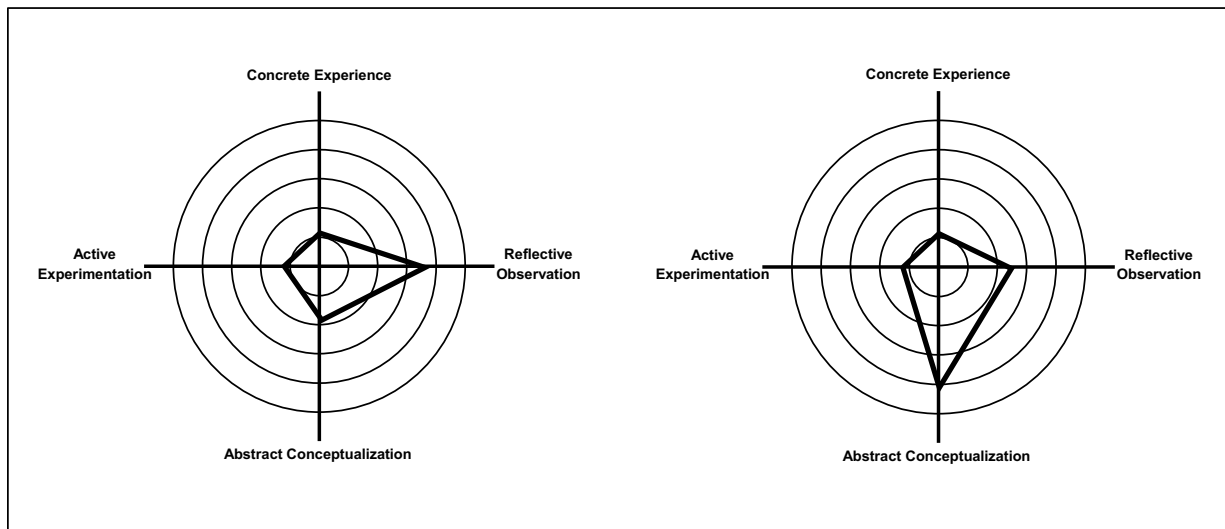 Concrete Experience
Active
Experimentation
Reflective
Observation
Abstract Conceptualization
Concrete Experience
Active
Experimentation
Reflective
Observation
Abstract Conceptualization